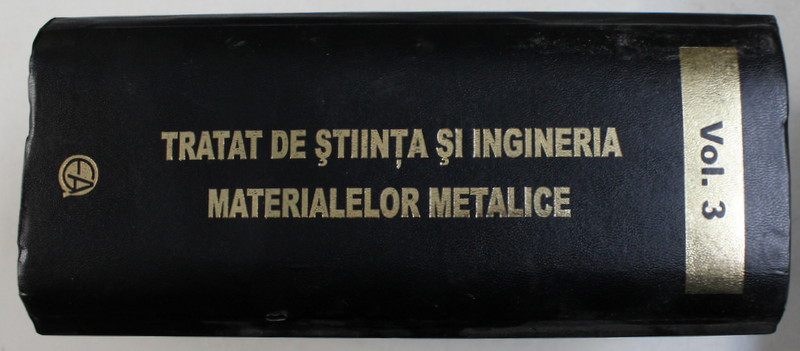 TRATAT DE ŞTIINŢA ŞI INGINERIA
MATERIALELOR METALICE
Vol. 3